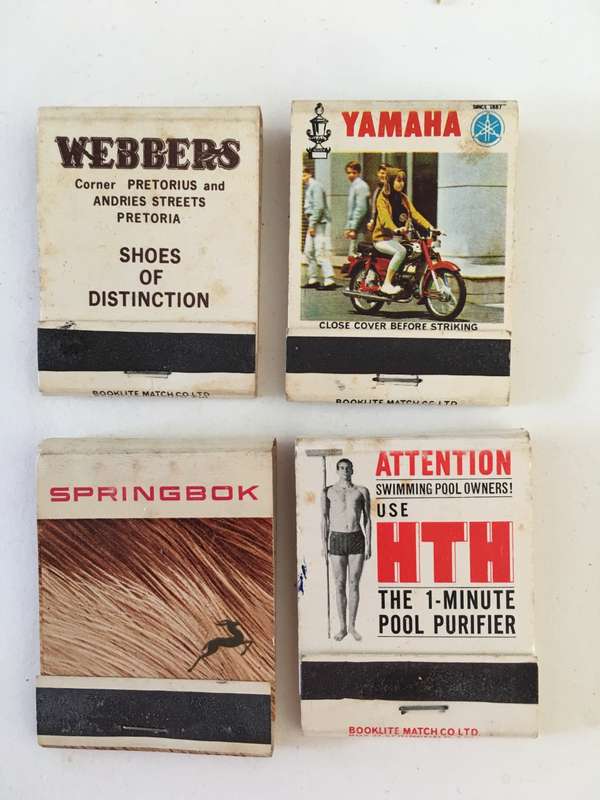 WEBBERS
Corner PRETORIUS and
ANDRIES STREETS
PRETORIA
SHOES
OF
DISTINCTION
BOOKLITE MATCH CO. LTD.
SINCE 1887
YAMAHA
CLOSE COVER BEFORE STRIKING
BOOKLITE MATCH CO. LTD.
SPRINGBOK
ATTENTION
SWIMMING POOL OWNERS!
USE
HTH
THE 1-MINUTE
POOL PURIFIER
BOOKLITE MATCH CO. LTD.